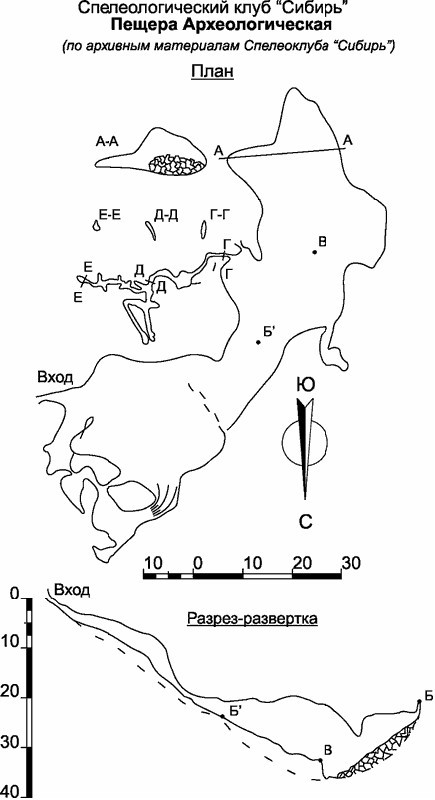 Спелеологический клуб "Сибирь"
Пещера Археологическая
(по архивным материалам Спелеоклуба "Сибирь")
План
А-А
А А
Е-Е Д-Д Г-Г
В
Г
Е Д
Д Г
Е
Б'
Вход
Ю
С
10 0 10 20 30
Вход
Разрез-развертка
0
10
20
30
40
Б'
В
Б